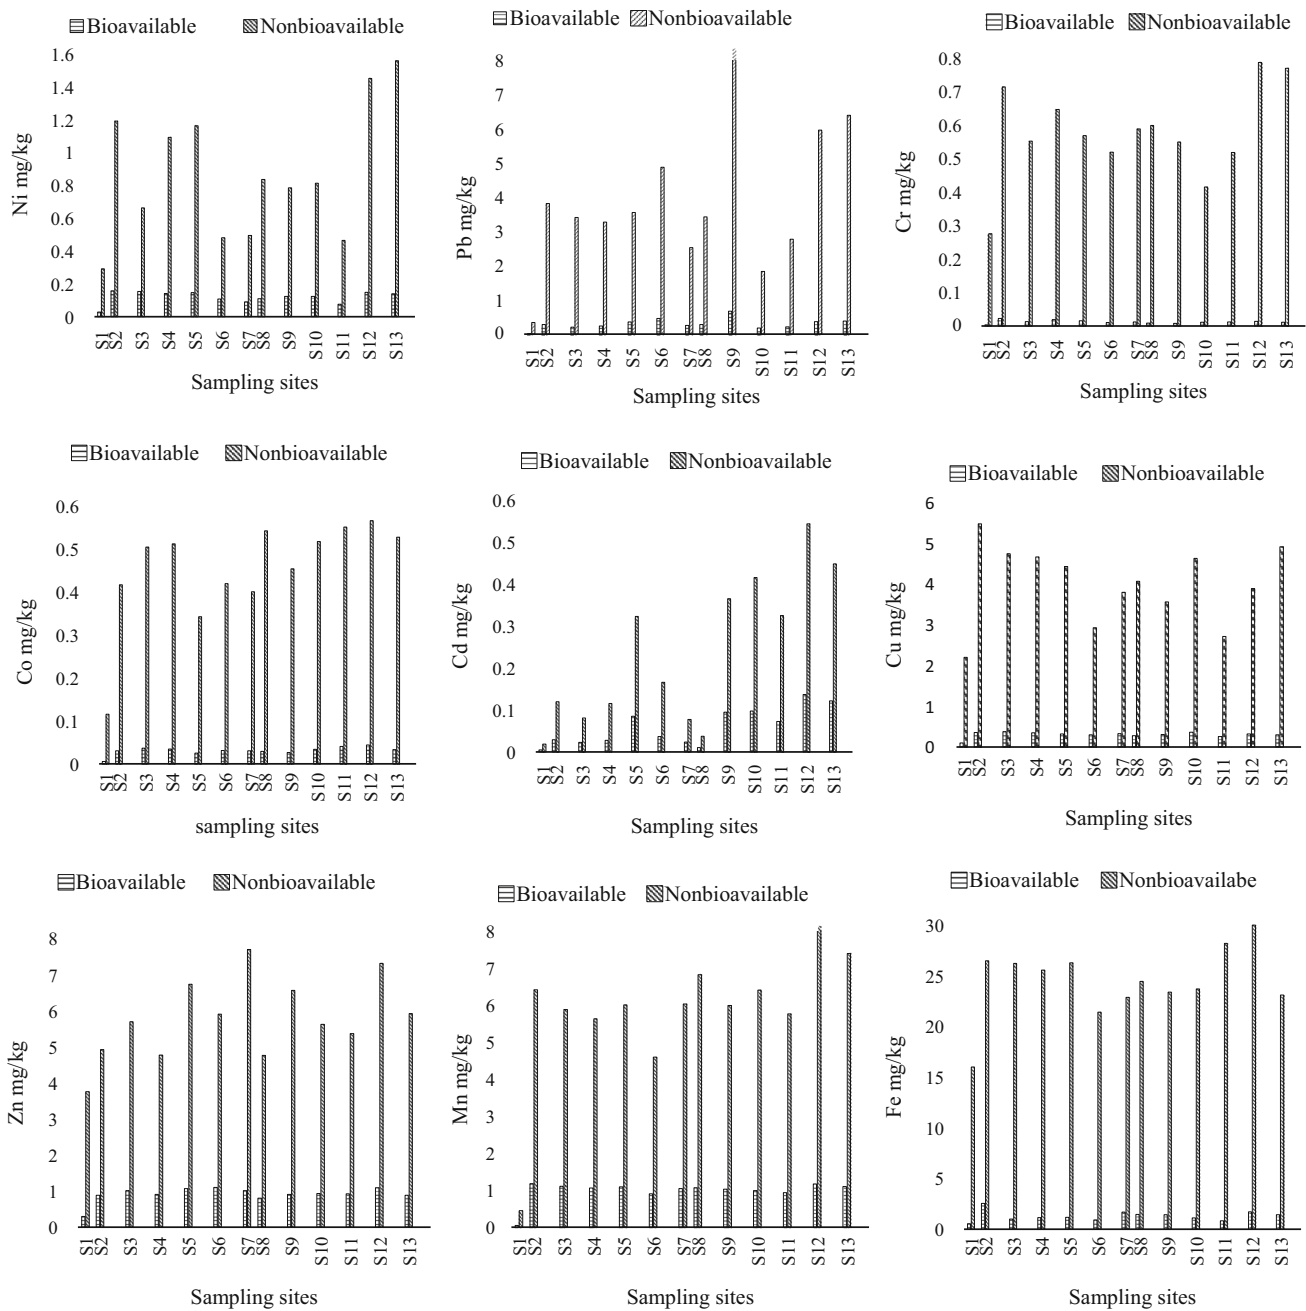 Bioavailable Nonbioavailable
Ni mg/kg
1.6
1.4
1.2
1
0.8
0.6
0.4
0.2
0
S1 S2 S3 S4 S5 S6 S7 S8 S9 S10 S11 S12 S13
Sampling sites
Bioavailable Nonbioavailable
Pb mg/kg
8
7
6
5
4
3
2
1
0
S1 S2 S3 S4 S5 S6 S7 S8 S9 S10 S11 S12 S13
Sampling sites
Bioavailable Nonbioavailable
Cr mg/kg
0.8
0.7
0.6
0.5
0.4
0.3
0.2
0.1
0
S1 S2 S3 S4 S5 S6 S7 S8 S9 S10 S11 S12 S13
Sampling sites
Bioavailable Nonbioavailable
Co mg/kg
0.6
0.5
0.4
0.3
0.2
0.1
0
S1 S2 S3 S4 S5 S6 S7 S8 S9 S10 S11 S12 S13
sampling sites
Bioavailable Nonbioavailable
Cd mg/kg
0.6
0.5
0.4
0.3
0.2
0.1
0
S1 S2 S3 S4 S5 S6 S7 S8 S9 S10 S11 S12 S13
Sampling sites
Bioavailable Nonbioavailable
Cu mg/kg
6
5
4
3
2
1
0
S1 S2 S3 S4 S5 S6 S7 S8 S9 S10 S11 S12 S13
Sampling sites
Bioavailable Nonbioavailable
Zn mg/kg
8
7
6
5
4
3
2
1
0
S1 S2 S3 S4 S5 S6 S7 S8 S9 S10 S11 S12 S13
Sampling sites
Bioavailable Nonbioavailable
Mn mg/kg
8
7
6
5
4
3
2
1
0
S1 S2 S3 S4 S5 S6 S7 S8 S9 S10 S11 S12 S13
Sampling sites
Bioavailable Nonbioavailabe
Fe mg/kg
30
25
20
15
10
5
0
S1 S2 S3 S4 S5 S6 S7 S8 S9 S10 S11 S12 S13
Sampling sites